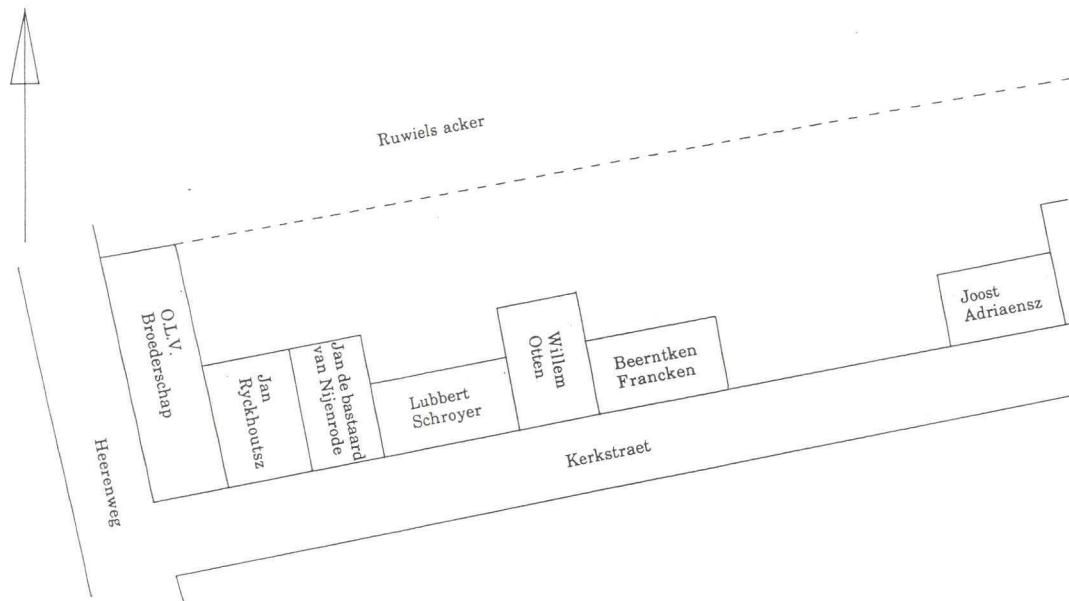 Ruwiels acker
O.L.V.
Broederschap
Jan
Ryckhoutsz
Jan de bastaard
van Nijenrode
Lubbert
Schroyer
Willem
Otten
Beerntken
Francken
Joost
Adriaensz
Kerkstraet
Heerenweg